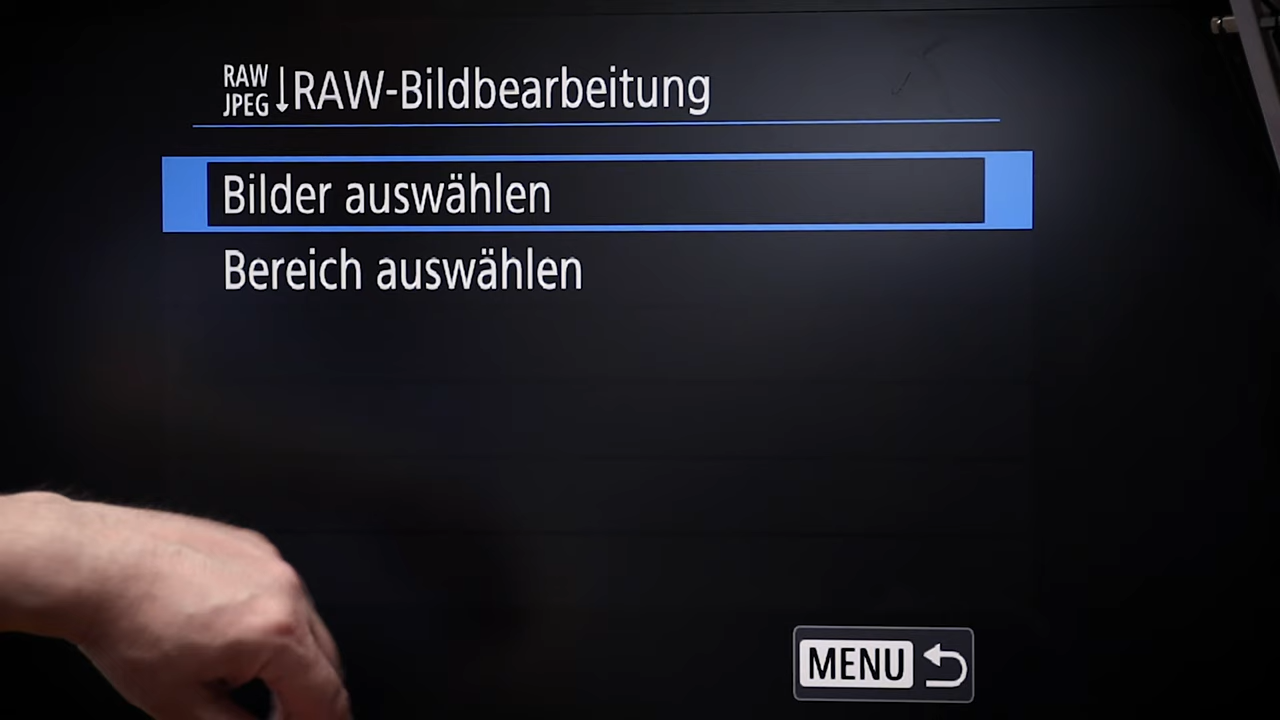 RAW JPEG ↓RAW-Bildbearbeitung
Bilder auswählen
Bereich auswählen
MENU